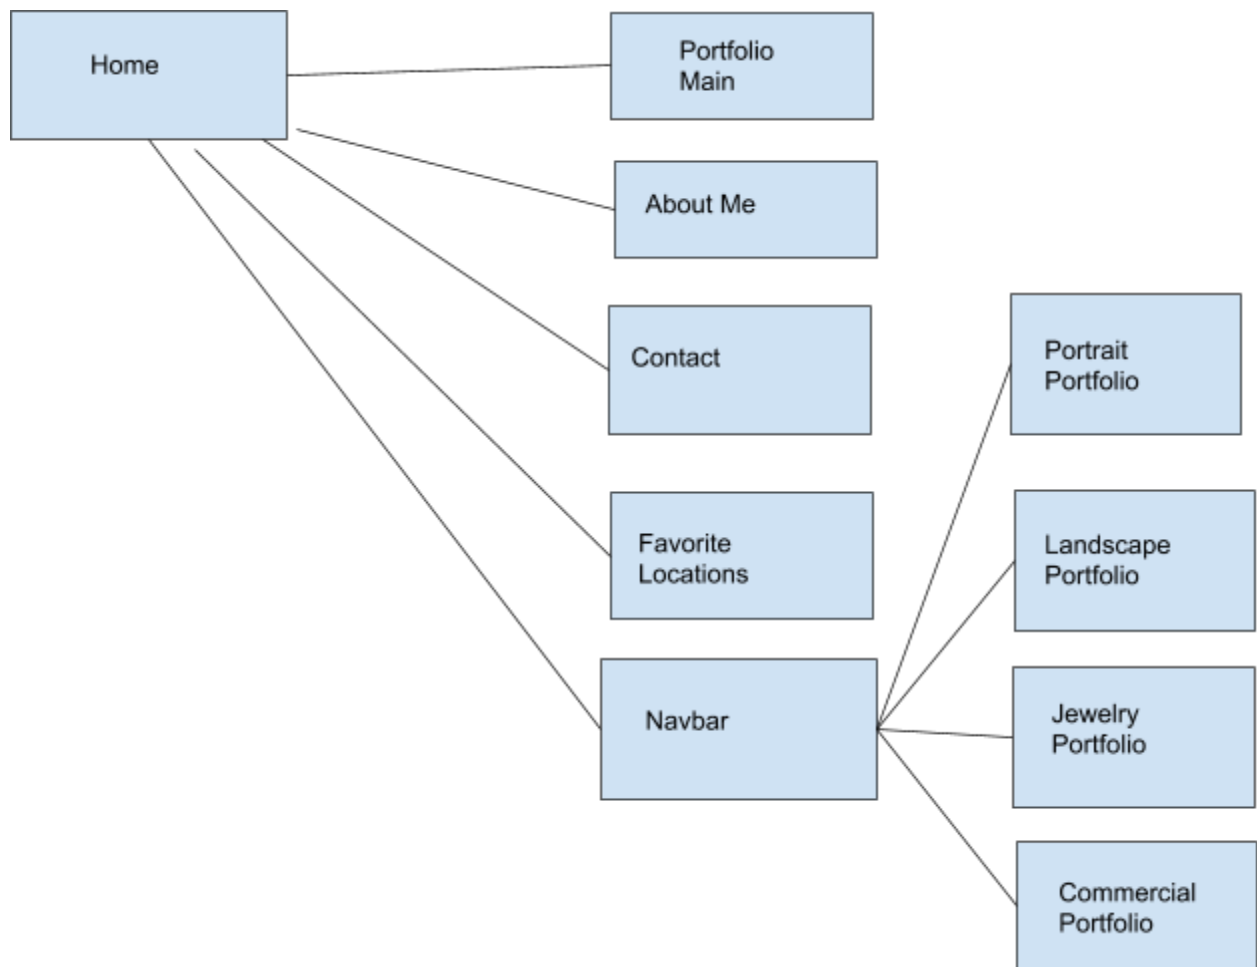 Home
Portfolio
Main
About Me
Contact
Favorite
Locations
Navbar
Portrait
Portfolio
Landscape
Portfolio
Jewelry
Portfolio
Commercial
Portfolio